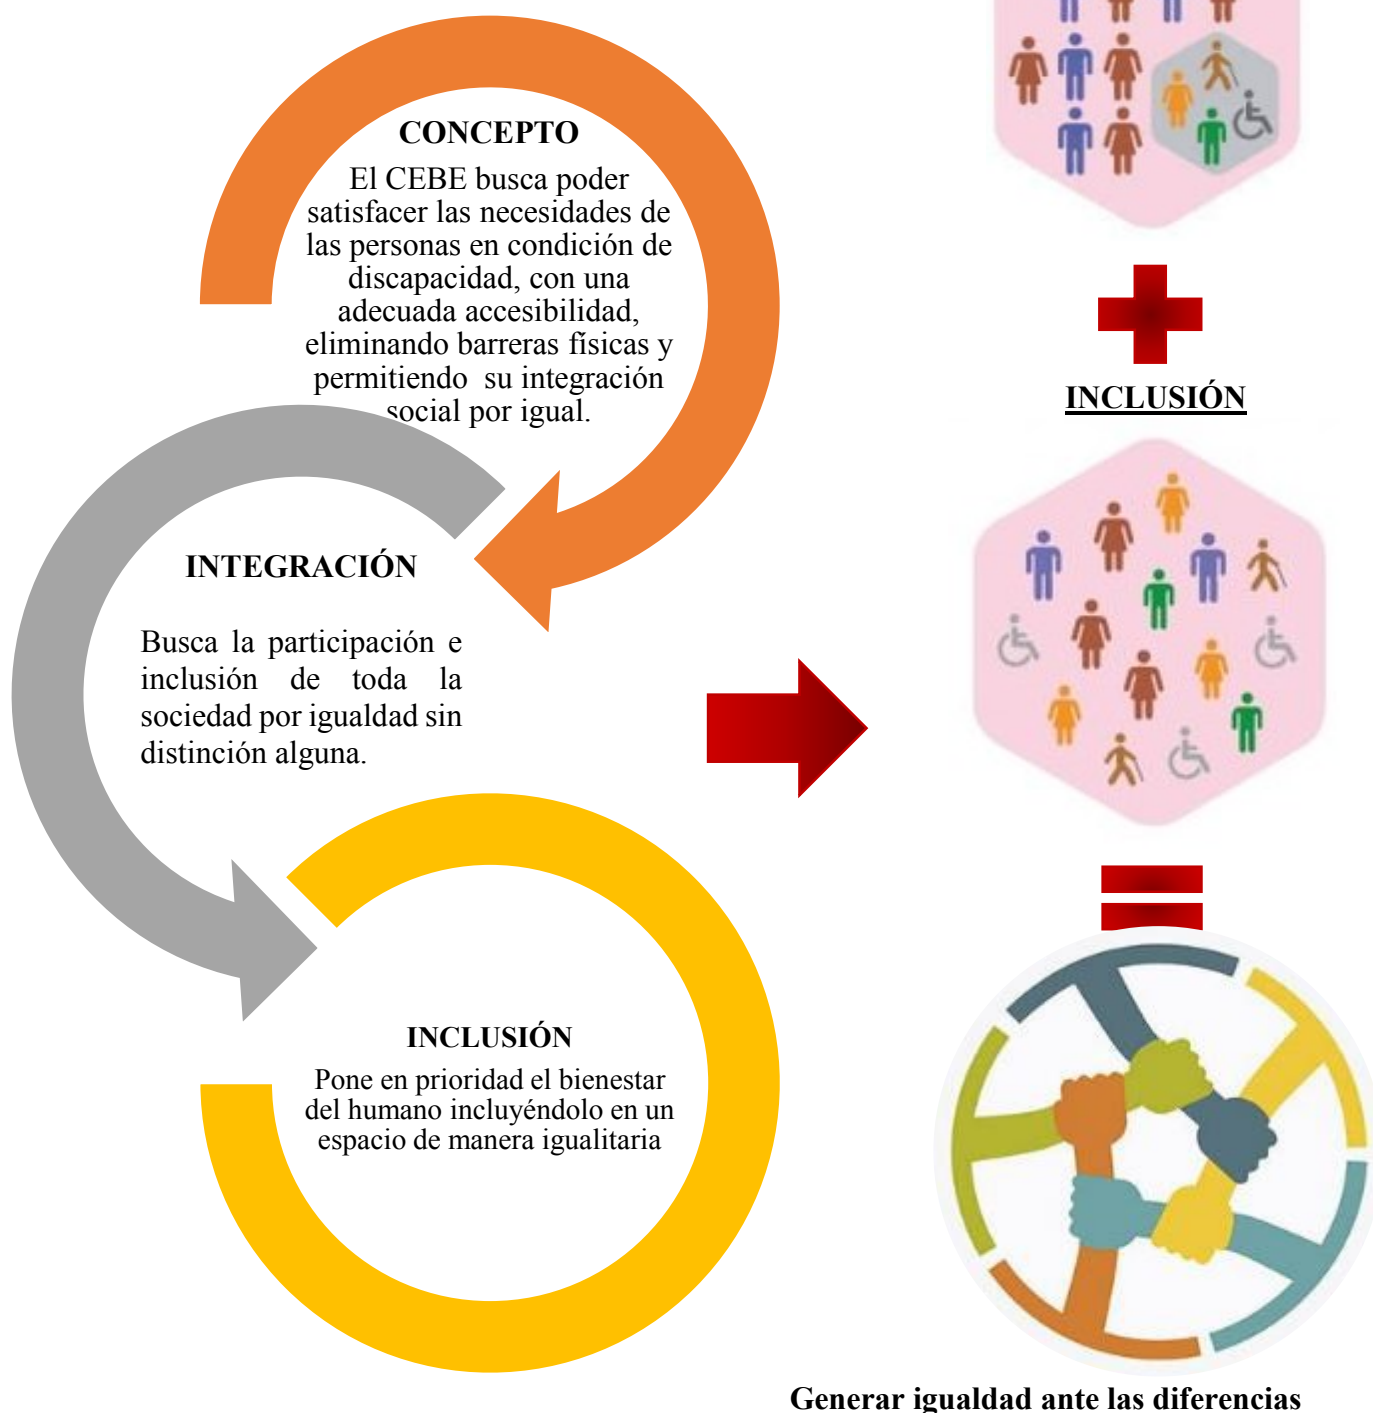 CONCEPTO
El CEBE busca poder
satisfacer las necesidades de
las personas en condición de
discapacidad, con una
adecuada accesibilidad,
eliminando barreras físicas y
permitiendo su integración
social por igual.
INTEGRACIÓN
Busca la participación e
inclusión de toda la
sociedad por igualdad sin
distinción alguna.
INCLUSIÓN
Pone en prioridad el bienestar
del humano incluyéndolo en un
espacio de manera igualitaria
INCLUSIÓN
Generar igualdad ante las diferencias